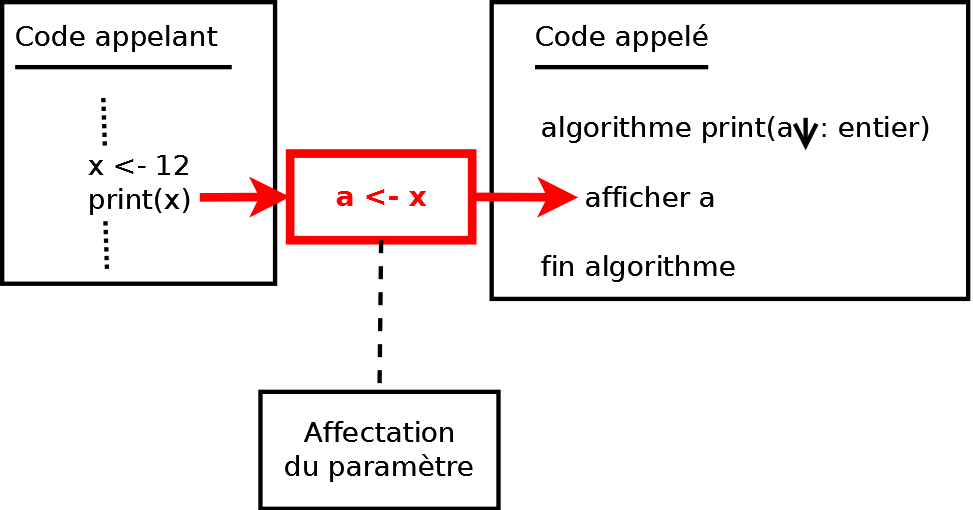 Code appelant
x <- 12
print(x)
a <- x
Code appelé
algorithme print(a↓: entier)
afficher a
fin algorithme
Affectation
du paramètre